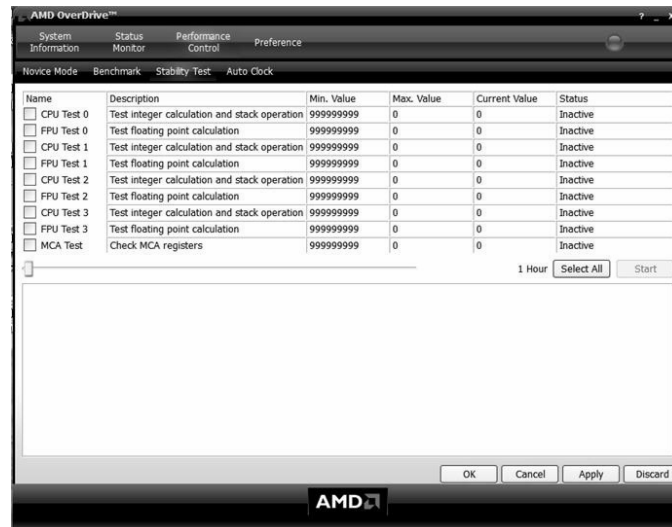 AMD OverDrive™
? _ x
System Information Status Monitor Performance Control Preference
Novice Mode Benchmark Stability Test Auto Clock
Name Description Min. Value Max. Value Current Value Status
CPU Test 0 Test integer calculation and stack operation 999999999 0 0 Inactive
FPU Test 0 Test floating point calculation 999999999 0 0 Inactive
CPU Test 1 Test integer calculation and stack operation 999999999 0 0 Inactive
FPU Test 1 Test floating point calculation 999999999 0 0 Inactive
CPU Test 2 Test integer calculation and stack operation 999999999 0 0 Inactive
FPU Test 2 Test floating point calculation 999999999 0 0 Inactive
CPU Test 3 Test integer calculation and stack operation 999999999 0 0 Inactive
FPU Test 3 Test floating point calculation 999999999 0 0 Inactive
MCA Test Check MCA registers 999999999 0 0 Inactive
1 Hour Select All Start
OK Cancel Apply Discard
AMD